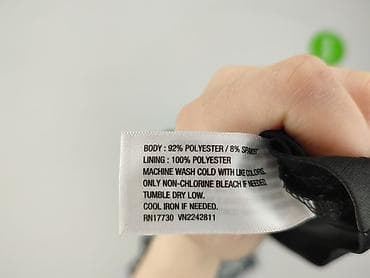 BODY : 92% POLYESTER / 8% SPANDEX
LINING : 100% POLYESTER
MACHINE WASH COLD WITH LIKE COLORS.
ONLY NON-CHLORINE BLEACH IF NEEDED.
TUMBLE DRY LOW.
COOL IRON IF NEEDED.
RN17730 VN2242811